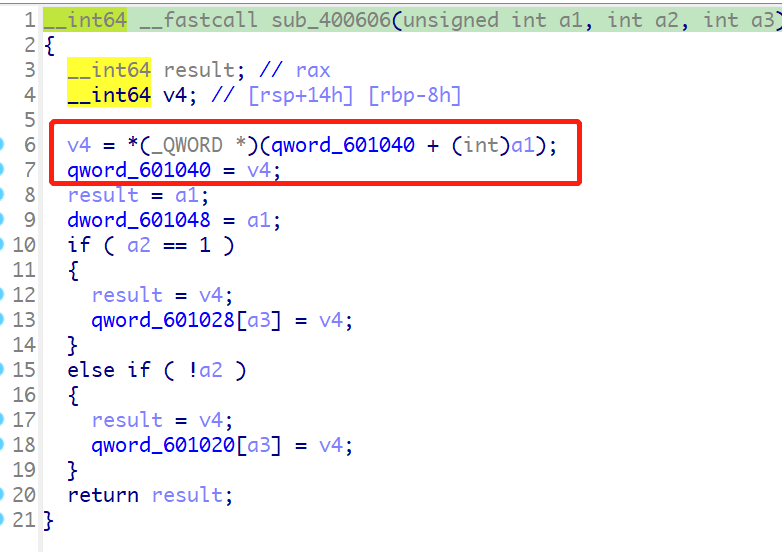 1 __int64 __fastcall sub_400606(unsigned int a1, int a2, int a3)
2 {
3 __int64 result; // rax
4 __int64 v4; // [rsp+14h] [rbp-8h]
5
6 v4 = *(_QWORD *)(qword_601040 + (int)a1);
7 qword_601040 = v4;
8 result = a1;
9 dword_601048 = a1;
10 if ( a2 == 1 )
11 {
12 result = v4;
13 qword_601028[a3] = v4;
14 }
15 else if ( !a2 )
16 {
17 result = v4;
18 qword_601020[a3] = v4;
19 }
20 return result;
21 }